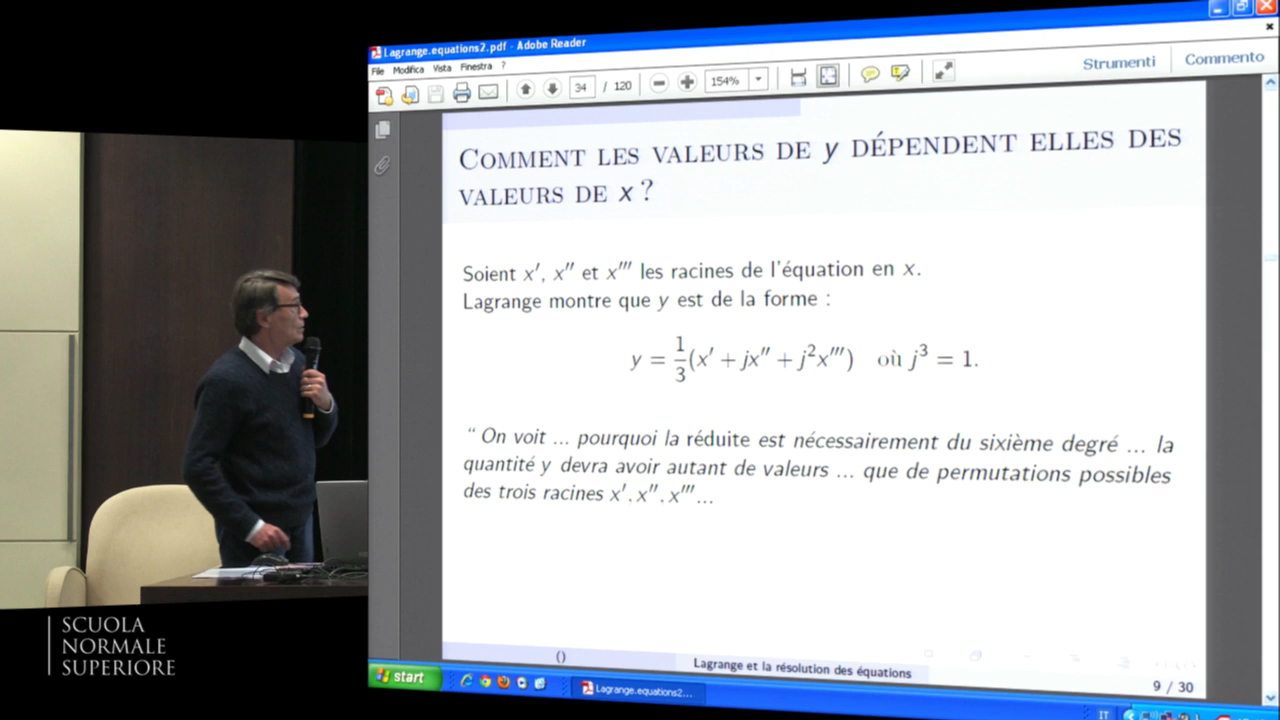 Lagrange.equations2.pdf - Adobe Reader
File Modifica Vista Finestra ?
34 / 120 154% Strumenti Commento
COMMENT LES VALEURS DE y DÉPENDENT ELLES DES
VALEURS DE x ?
Soient x′, x″ et x‴ les racines de l'équation en x.
Lagrange montre que y est de la forme :
y = 1/3 (x′ + jx″ + j²x‴) où j³ = 1.
“ On voit ... pourquoi la réduite est nécessairement du sixième degré ... la
quantité y devra avoir autant de valeurs ... que de permutations possibles
des trois racines x′. x″. x‴...
()
Lagrange et la résolution des équations
9 / 30
start
Lagrange.equations2...
IT
SCUOLA
NORMALE
SUPERIORE